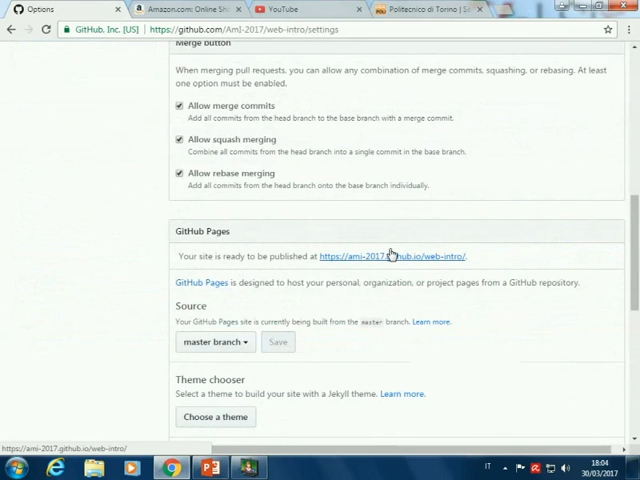 Options
Amazon.com: Online Sh
YouTube
Politecnico di Torino | Se
GitHub, Inc. [US]
https://github.com/AmI-2017/web-intro/settings
Merge button
When merging pull requests, you can allow any combination of merge commits, squashing, or rebasing. At least
one option must be enabled.
Allow merge commits
Add all commits from the head branch to the base branch with a merge commit.
Allow squash merging
Combine all commits from the head branch into a single commit in the base branch.
Allow rebase merging
Add all commits from the head branch onto the base branch individually.
GitHub Pages
Your site is ready to be published at https://ami-2017.github.io/web-intro/.
GitHub Pages is designed to host your personal, organization, or project pages from a GitHub repository.
Source
Your GitHub Pages site is currently being built from the master branch. Learn more.
master branch
Save
Theme chooser
Select a theme to build your site with a Jekyll theme. Learn more.
Choose a theme
https://ami-2017.github.io/web-intro/
IT
18:04
30/03/2017